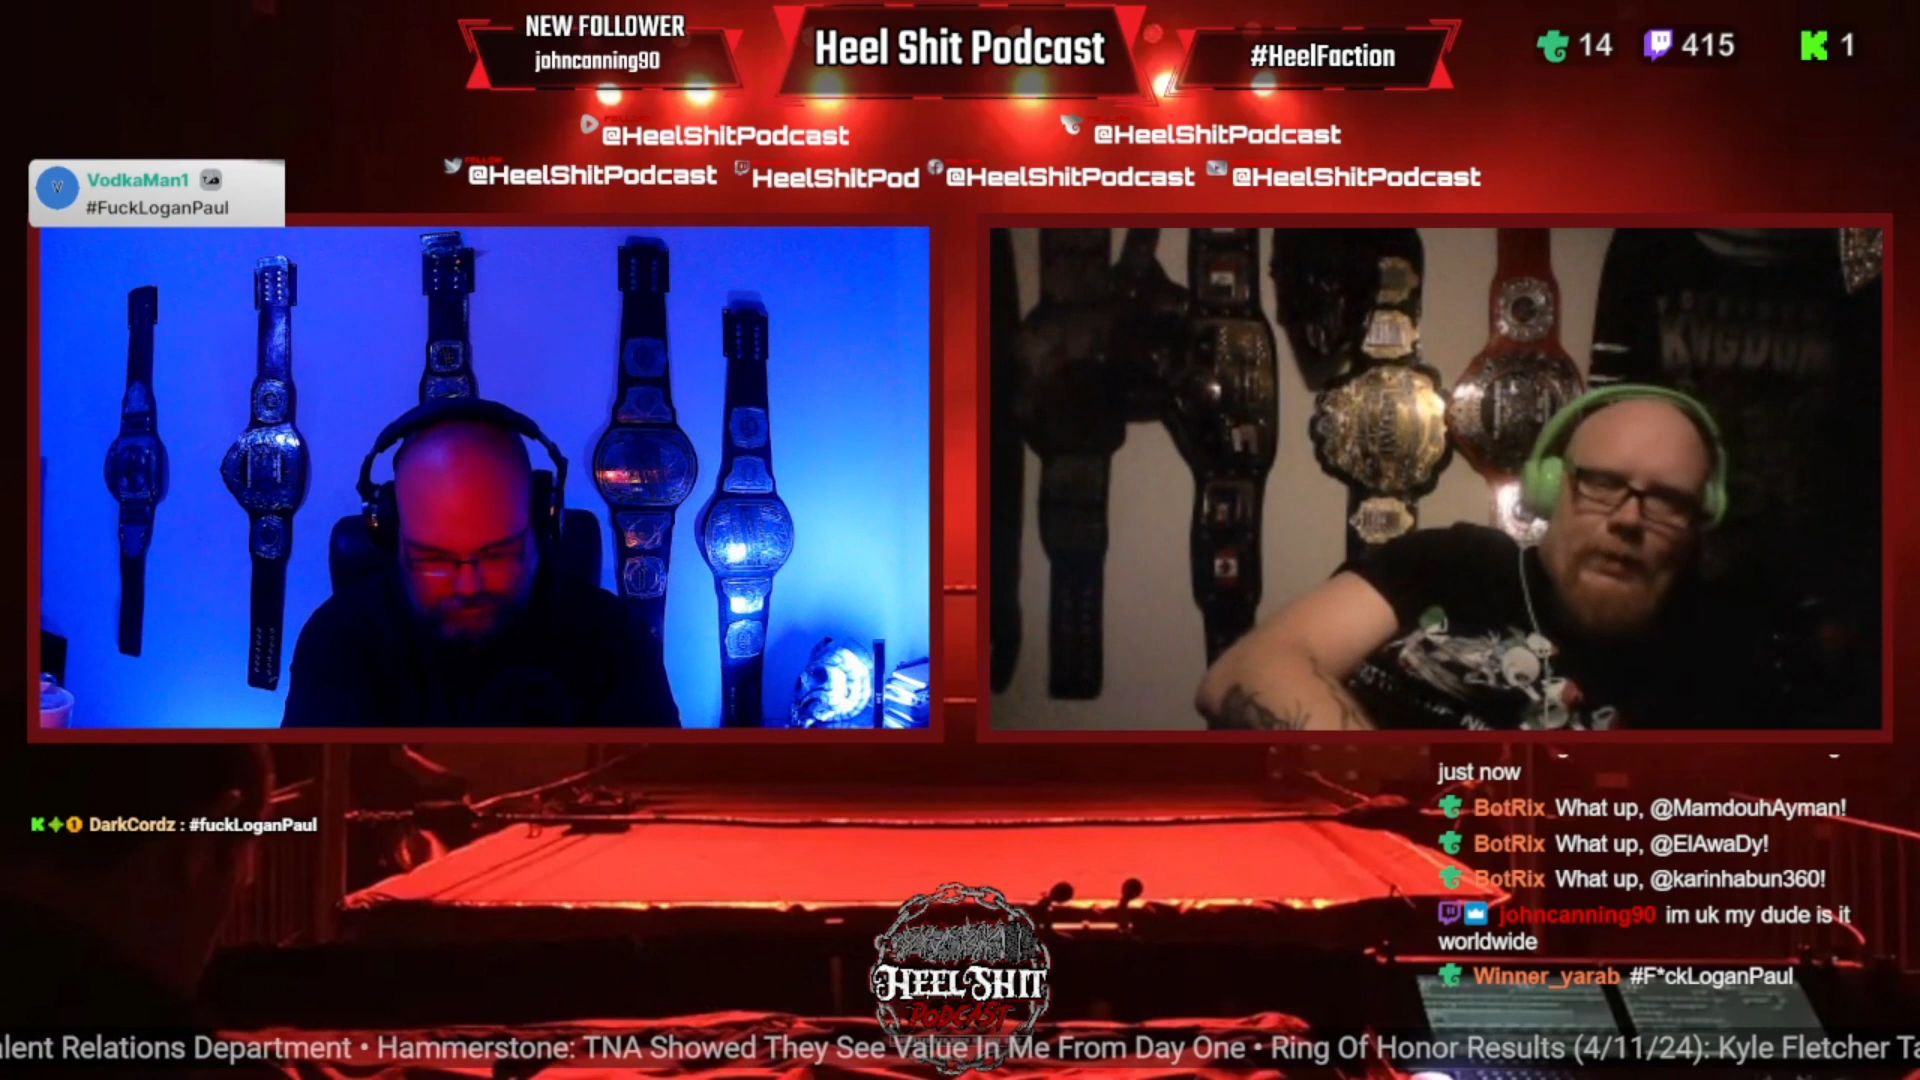 NEW FOLLOWER
johncanning90
Heel Shit Podcast
#HeelFaction
14
415
1
@HeelShitPodcast
@HeelShitPodcast
@HeelShitPodcast
HeelShitPod
@HeelShitPodcast
@HeelShitPodcast
V VodkaMan1
#FuckLoganPaul
DarkCordz : #fuckLoganPaul
just now
BotRix What up, @MamdouhAyman!
BotRix What up, @ElAwaDy!
BotRix What up, @karinhabun360!
johncanning90 im uk my dude is it
worldwide
Winner_yarab #F*ckLoganPaul
HEEL SHIT
PODCAST
alent Relations Department • Hammerstone: TNA Showed They See Value In Me From Day One • Ring Of Honor Results (4/11/24): Kyle Fletcher Ta